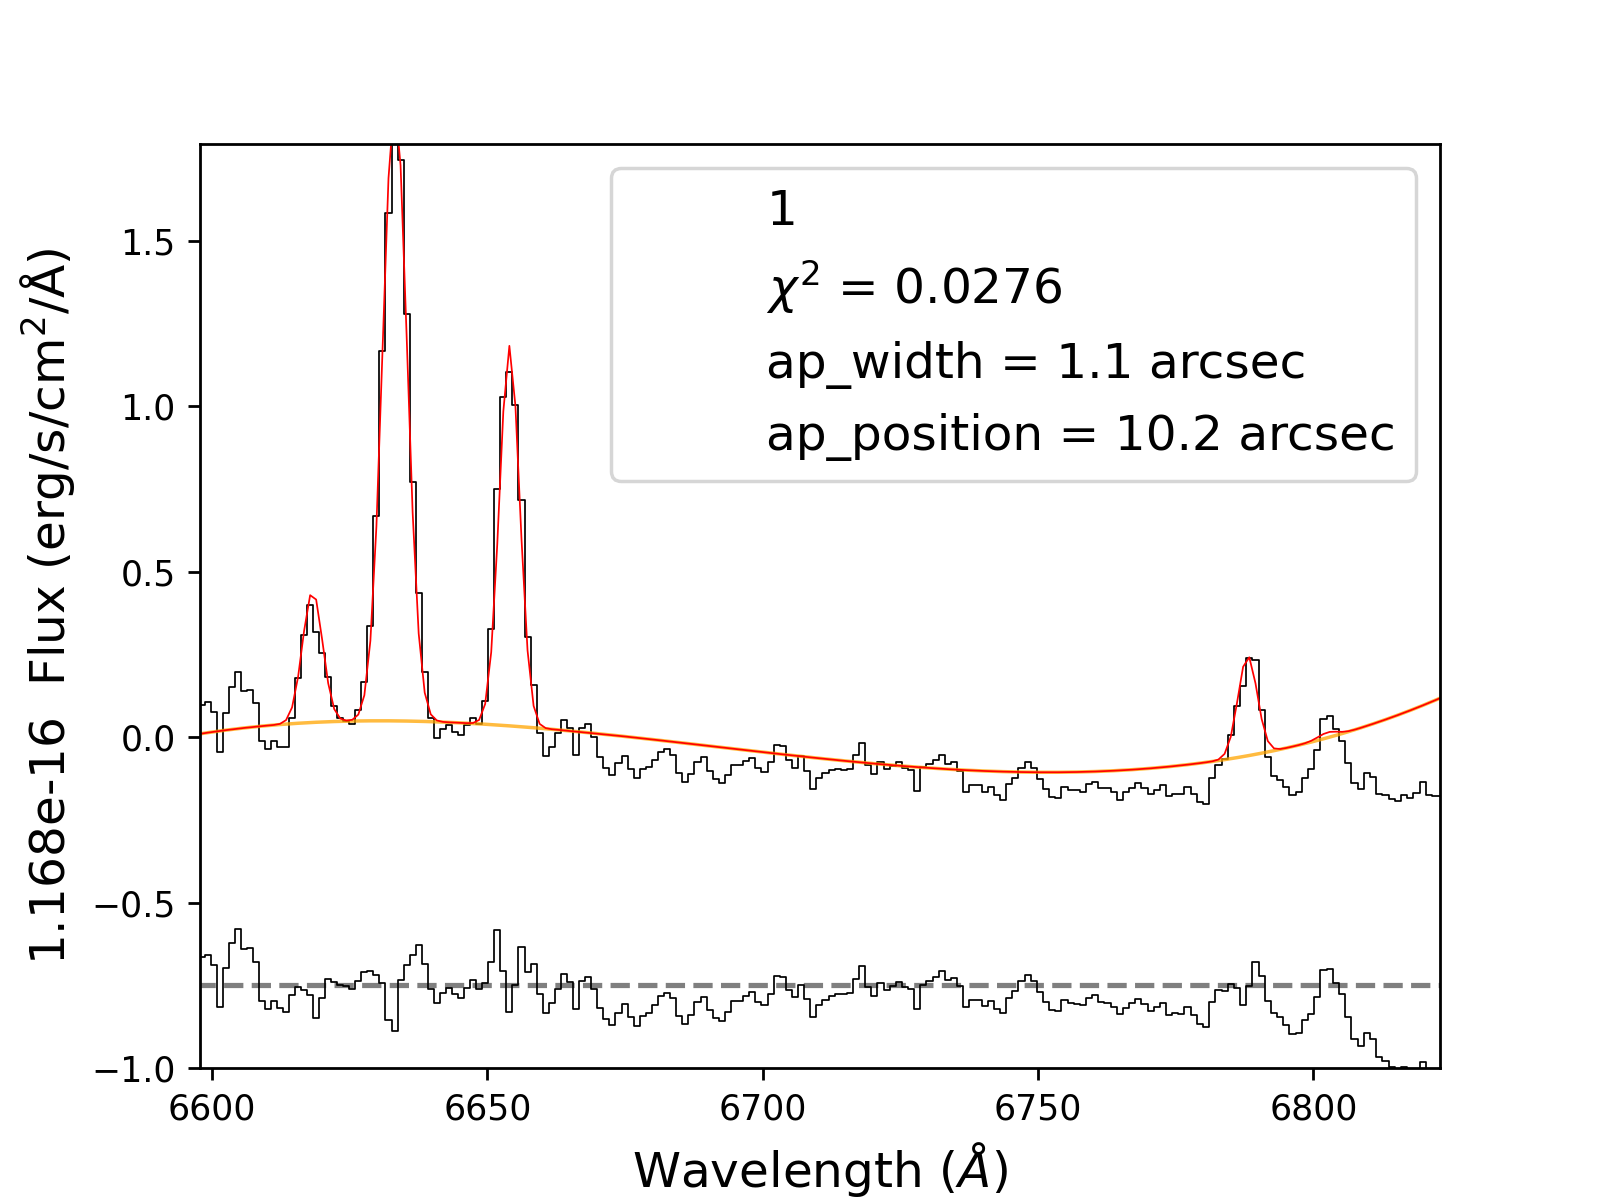 1
χ² = 0.0276
ap_width = 1.1 arcsec
ap_position = 10.2 arcsec
1.5
1.0
0.5
0.0
−0.5
−1.0
6600 6650 6700 6750 6800
Wavelength (Å)
1.168e-16 Flux (erg/s/cm²/Å)